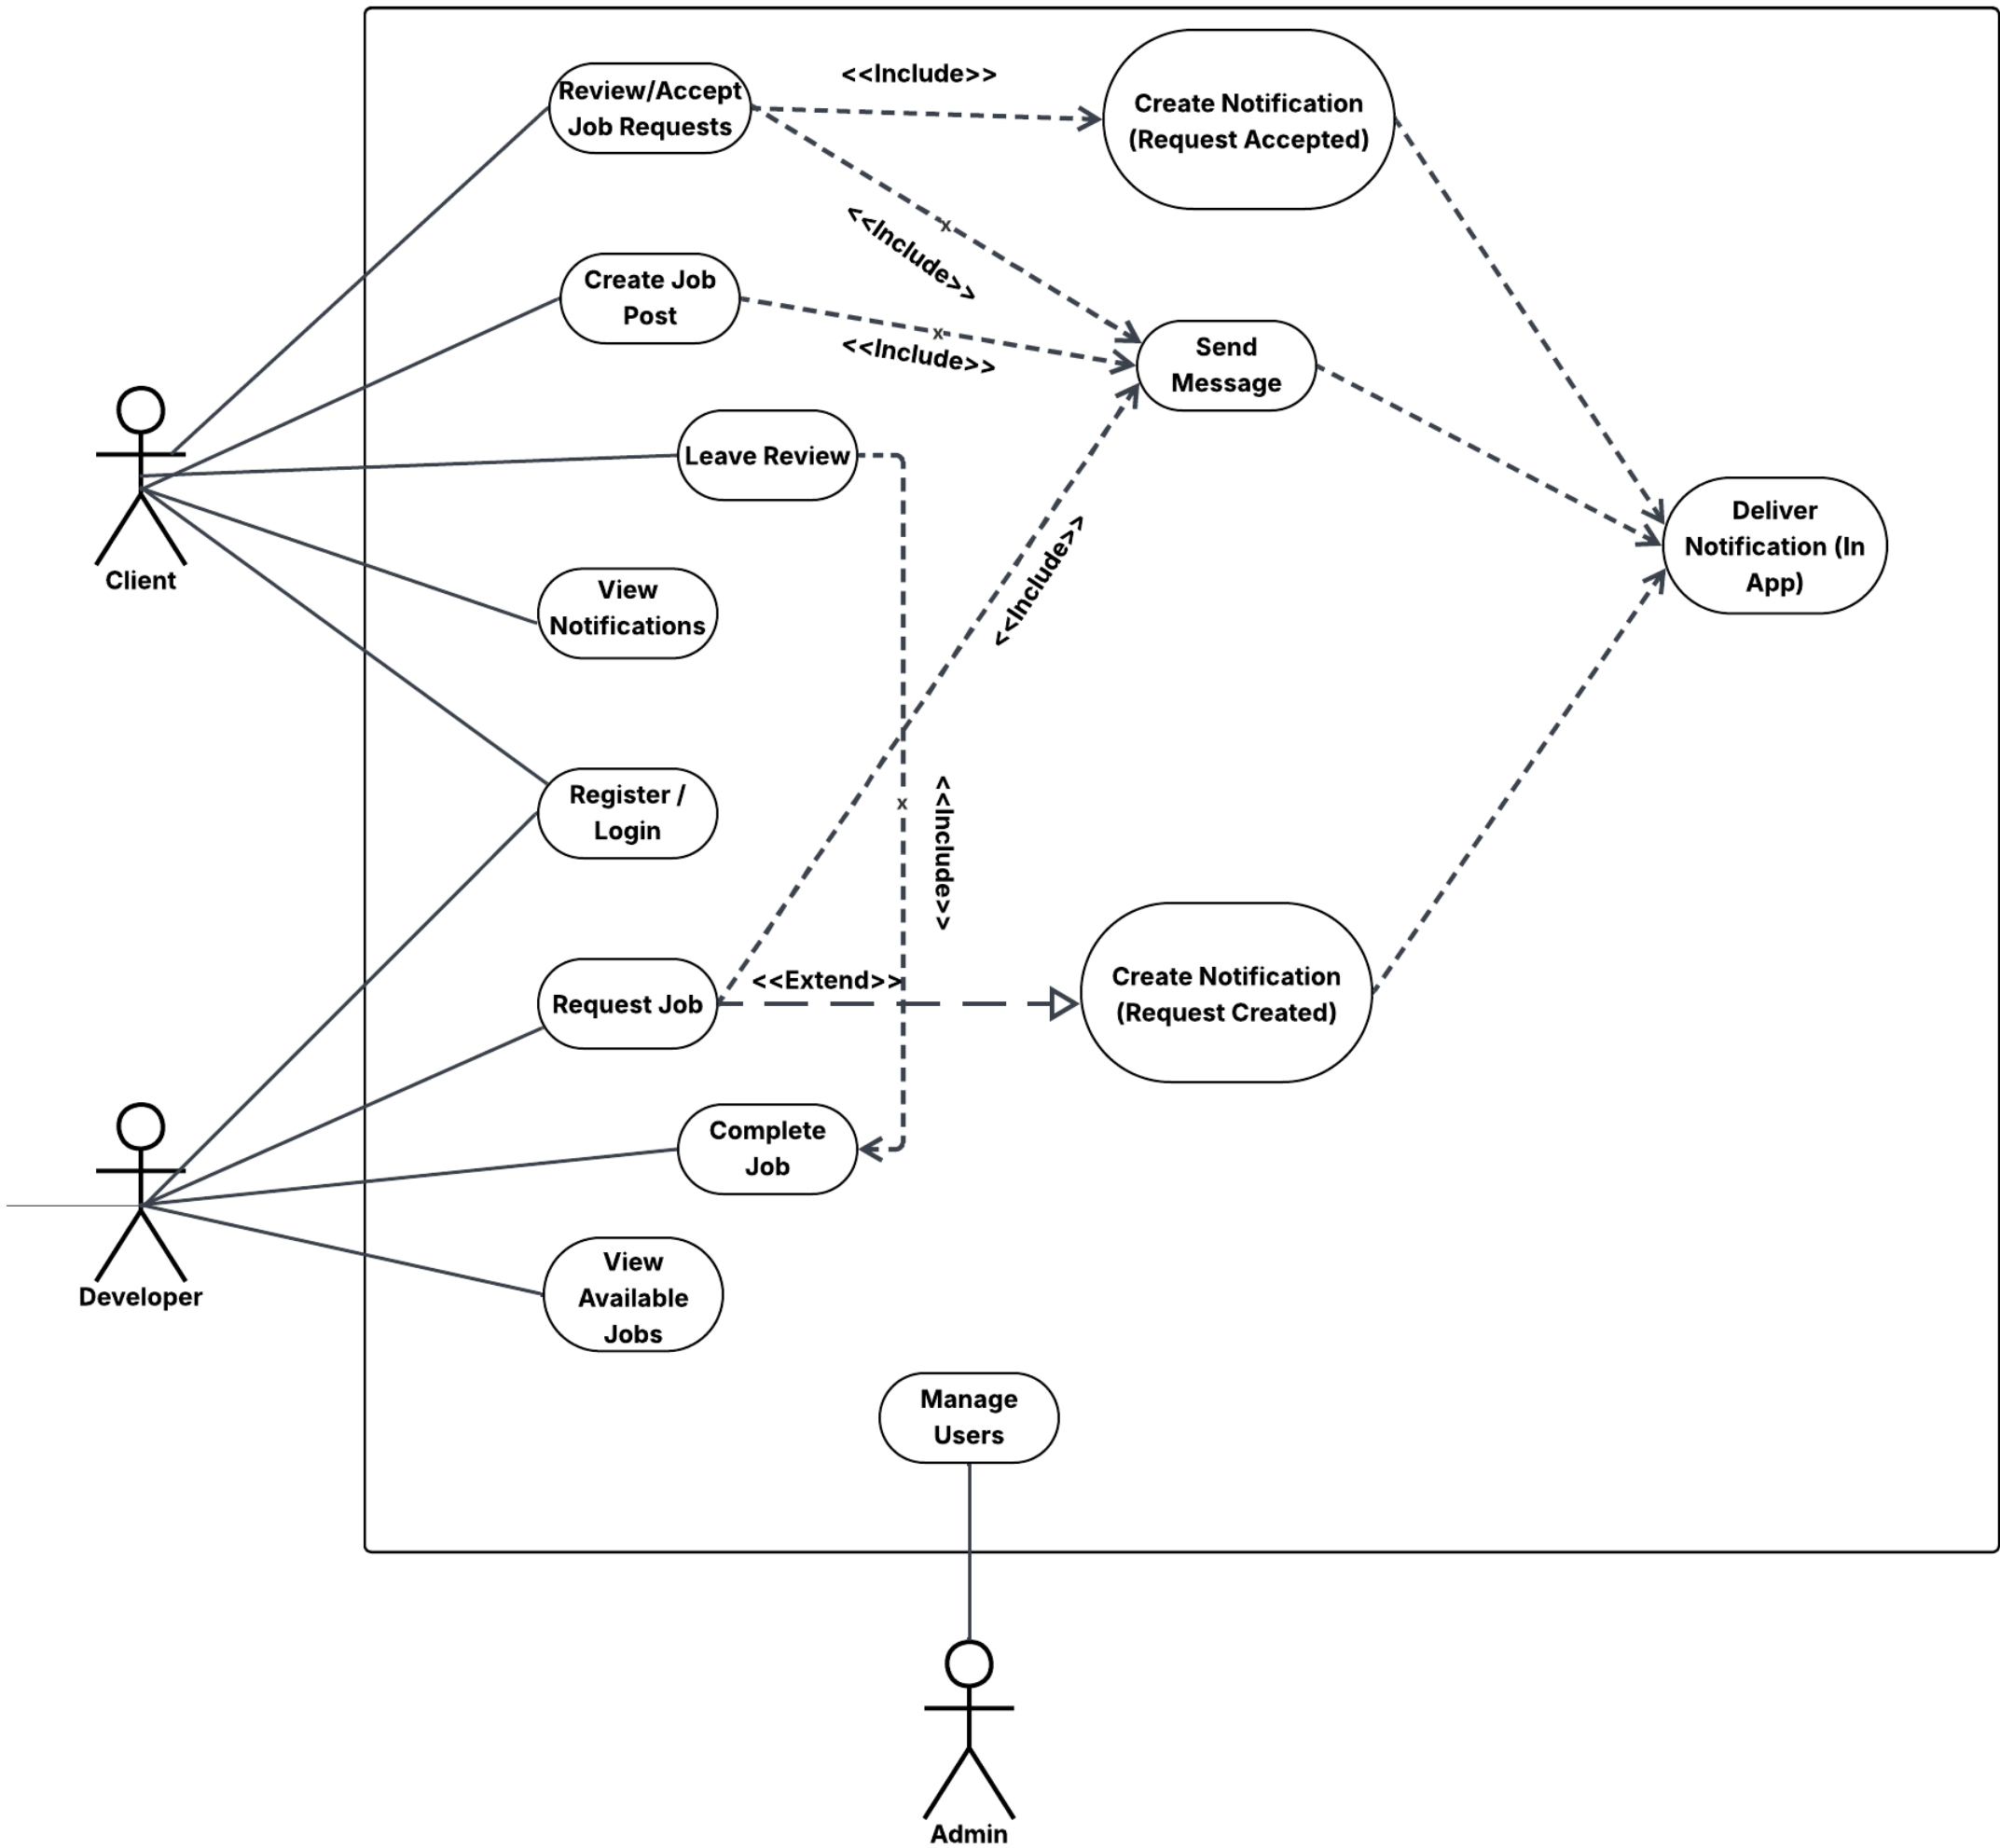 Review/Accept
Job Requests
<<Include>>
Create Notification
(Request Accepted)
<<Include>>
x
Create Job
Post
x
<<Include>>
Send
Message
Leave Review
Client
View
Notifications
<<Include>>
Deliver
Notification (In
App)
Register /
Login
x
<<Include>>
Request Job
<<Extend>>
Create Notification
(Request Created)
Complete
Job
Developer
View
Available
Jobs
Manage
Users
Admin